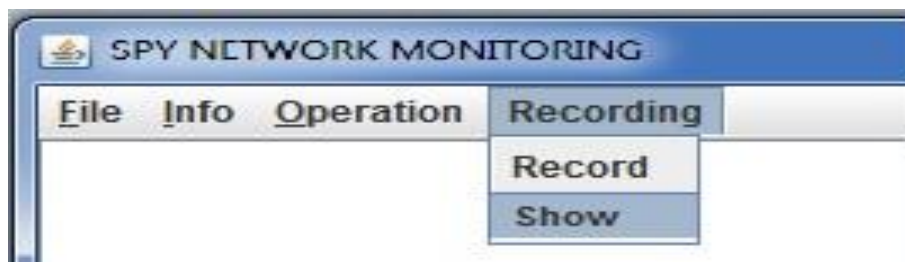 SPY NETWORK MONITORING
File Info Operation Recording
Record
Show